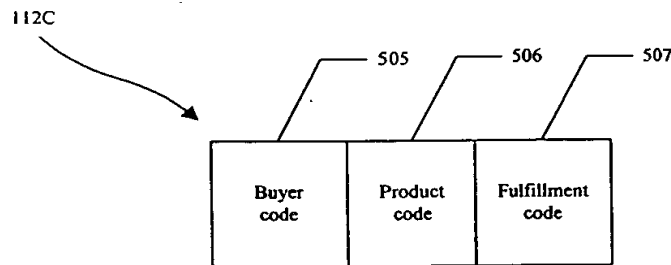 112C
505 506 507
Buyer code
Product code
Fulfillment code